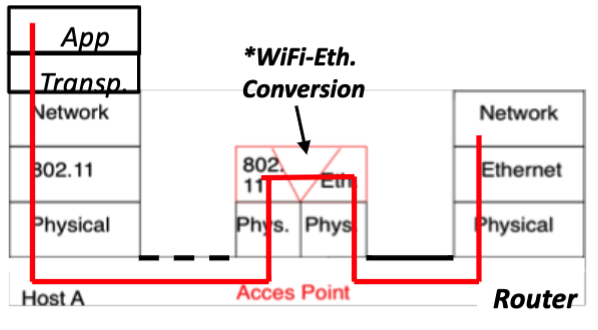 App
Transp.
Network
802.11
Physical
*WiFi-Eth.
Conversion
802.
11
Eth.
Phys.
Phys.
Network
Ethernet
Physical
Host A
Acces Point
Router